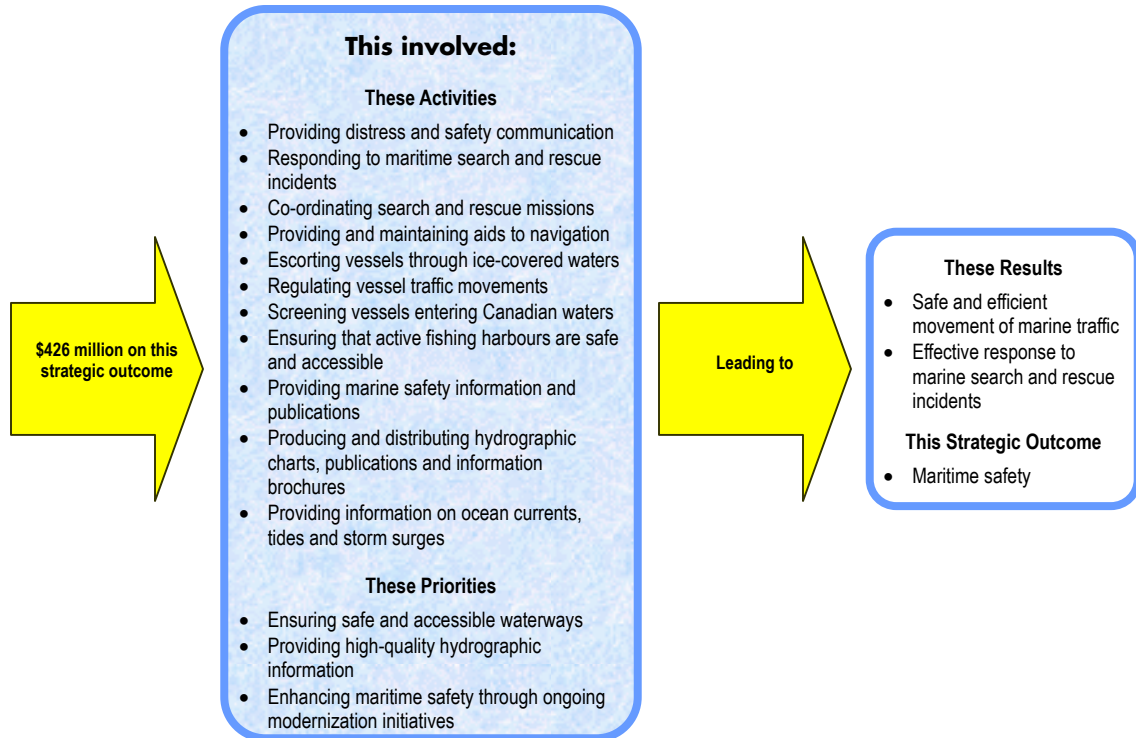 $426 million on this
strategic outcome
This involved:
These Activities
• Providing distress and safety communication
• Responding to maritime search and rescue
incidents
• Co-ordinating search and rescue missions
• Providing and maintaining aids to navigation
• Escorting vessels through ice-covered waters
• Regulating vessel traffic movements
• Screening vessels entering Canadian waters
• Ensuring that active fishing harbours are safe
and accessible
• Providing marine safety information and
publications
• Producing and distributing hydrographic
charts, publications and information
brochures
• Providing information on ocean currents,
tides and storm surges
These Priorities
• Ensuring safe and accessible waterways
• Providing high-quality hydrographic
information
• Enhancing maritime safety through ongoing
modernization initiatives
Leading to
These Results
• Safe and efficient
movement of marine traffic
• Effective response to
marine search and rescue
incidents
This Strategic Outcome
• Maritime safety